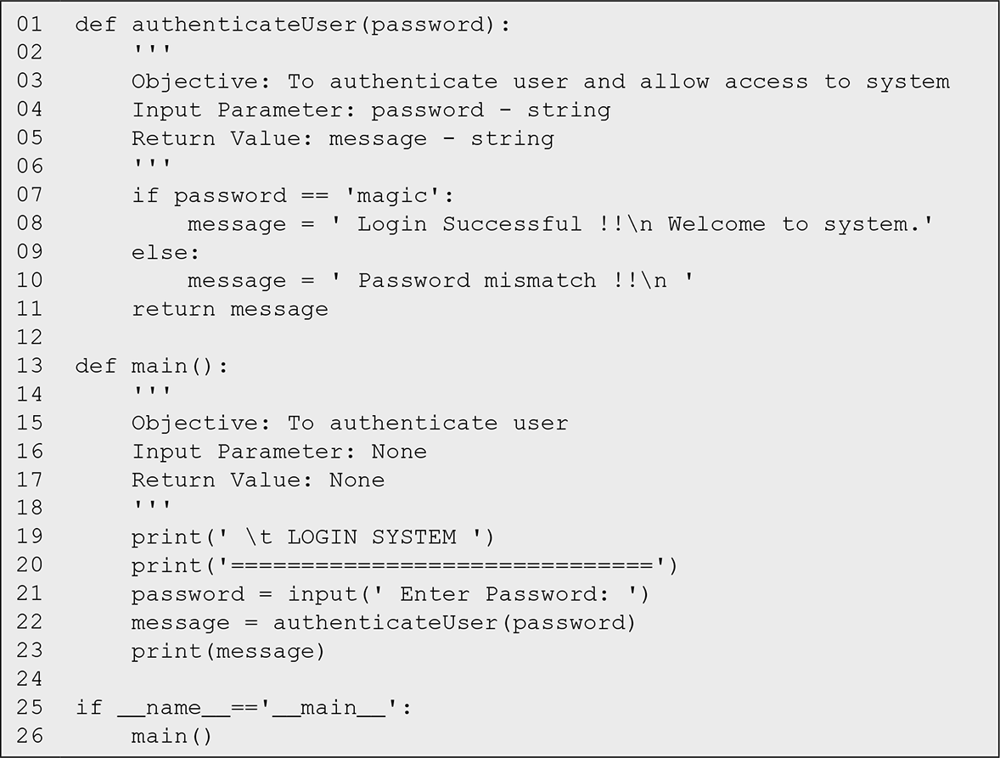 01 def authenticateUser(password):
02     '''
03     Objective: To authenticate user and allow access to system
04     Input Parameter: password - string
05     Return Value: message - string
06     '''
07     if password == 'magic':
08         message = ' Login Successful !!\n Welcome to system.'
09     else:
10         message = ' Password mismatch !!\n '
11     return message
12
13 def main():
14     '''
15     Objective: To authenticate user
16     Input Parameter: None
17     Return Value: None
18     '''
19     print(' \t LOGIN SYSTEM ')
20     print('==============================')
21     password = input(' Enter Password: ')
22     message = authenticateUser(password)
23     print(message)
24
25 if __name__=='__main__':
26     main()